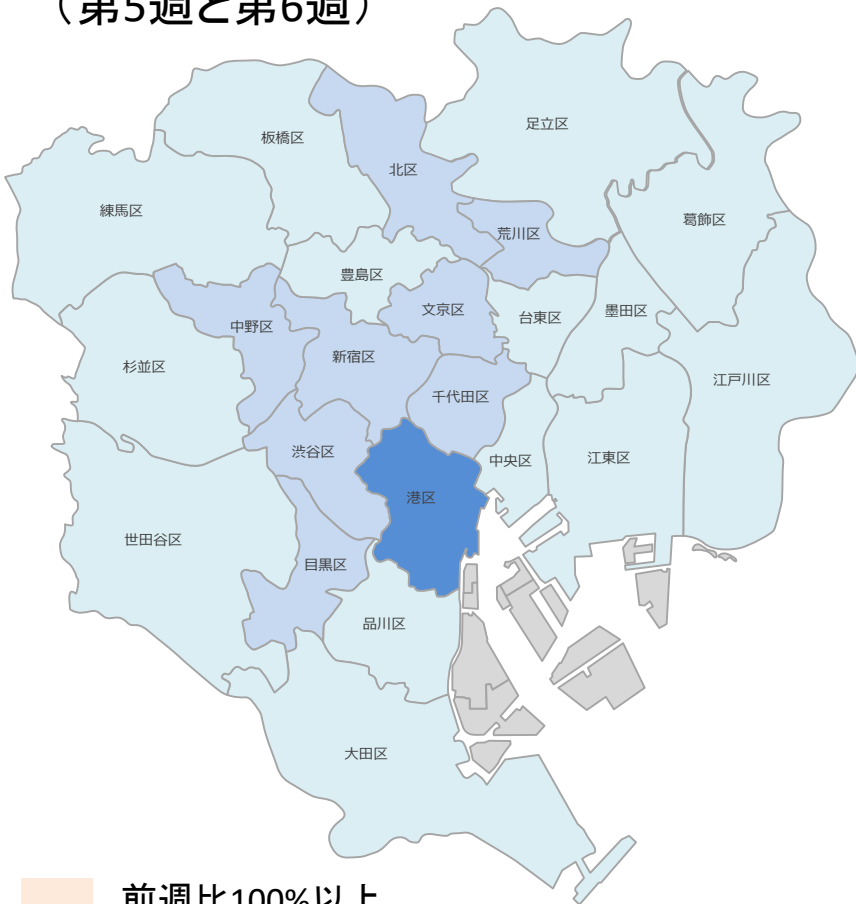 （第5週と第6週）
足立区
板橋区
北区
練馬区
葛飾区
荒川区
豊島区
文京区
台東区
墨田区
中野区
新宿区
杉並区
江戸川区
千代田区
渋谷区
中央区
江東区
港区
世田谷区
目黒区
品川区
大田区
前週比100%以上